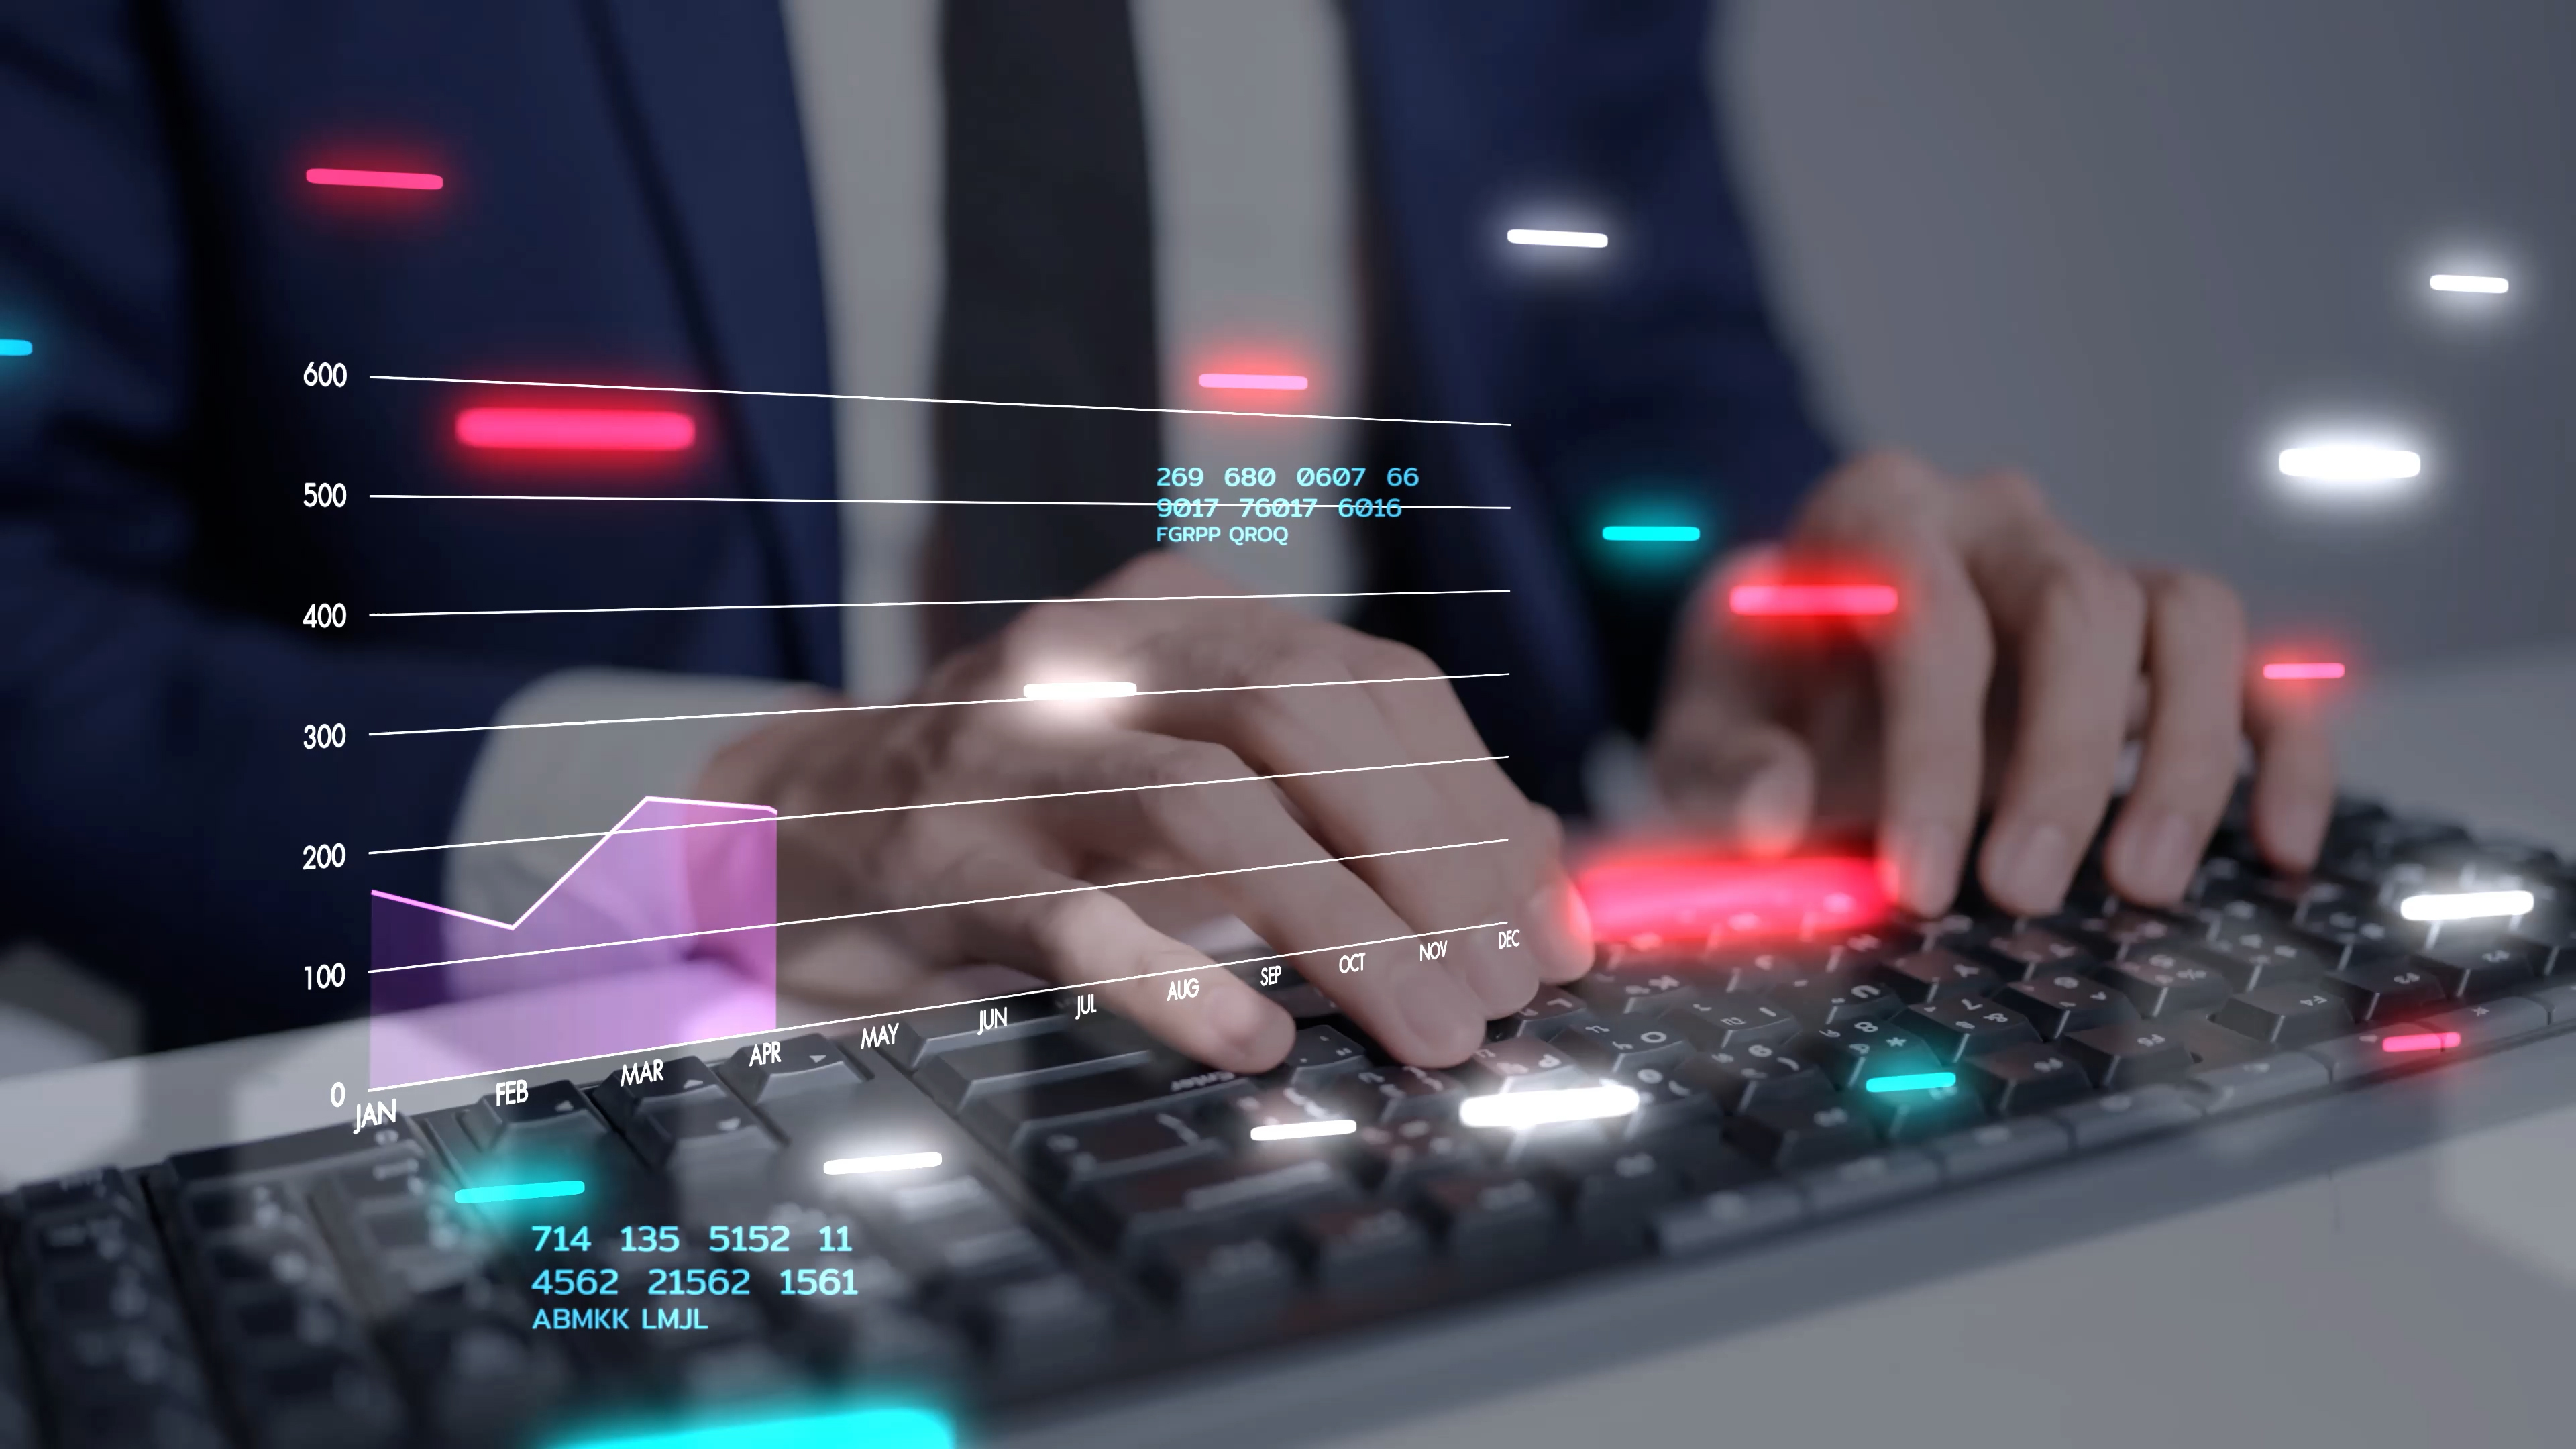 600
500
400
300
200
100
0
JAN FEB MAR APR MAY JUN JUL AUG SEP OCT NOV DEC
269 680 0607 66
9017 76017 6016
FGRPP QROQ
714 135 5152 11
4562 21562 1561
ABMKK LMJL
Enter